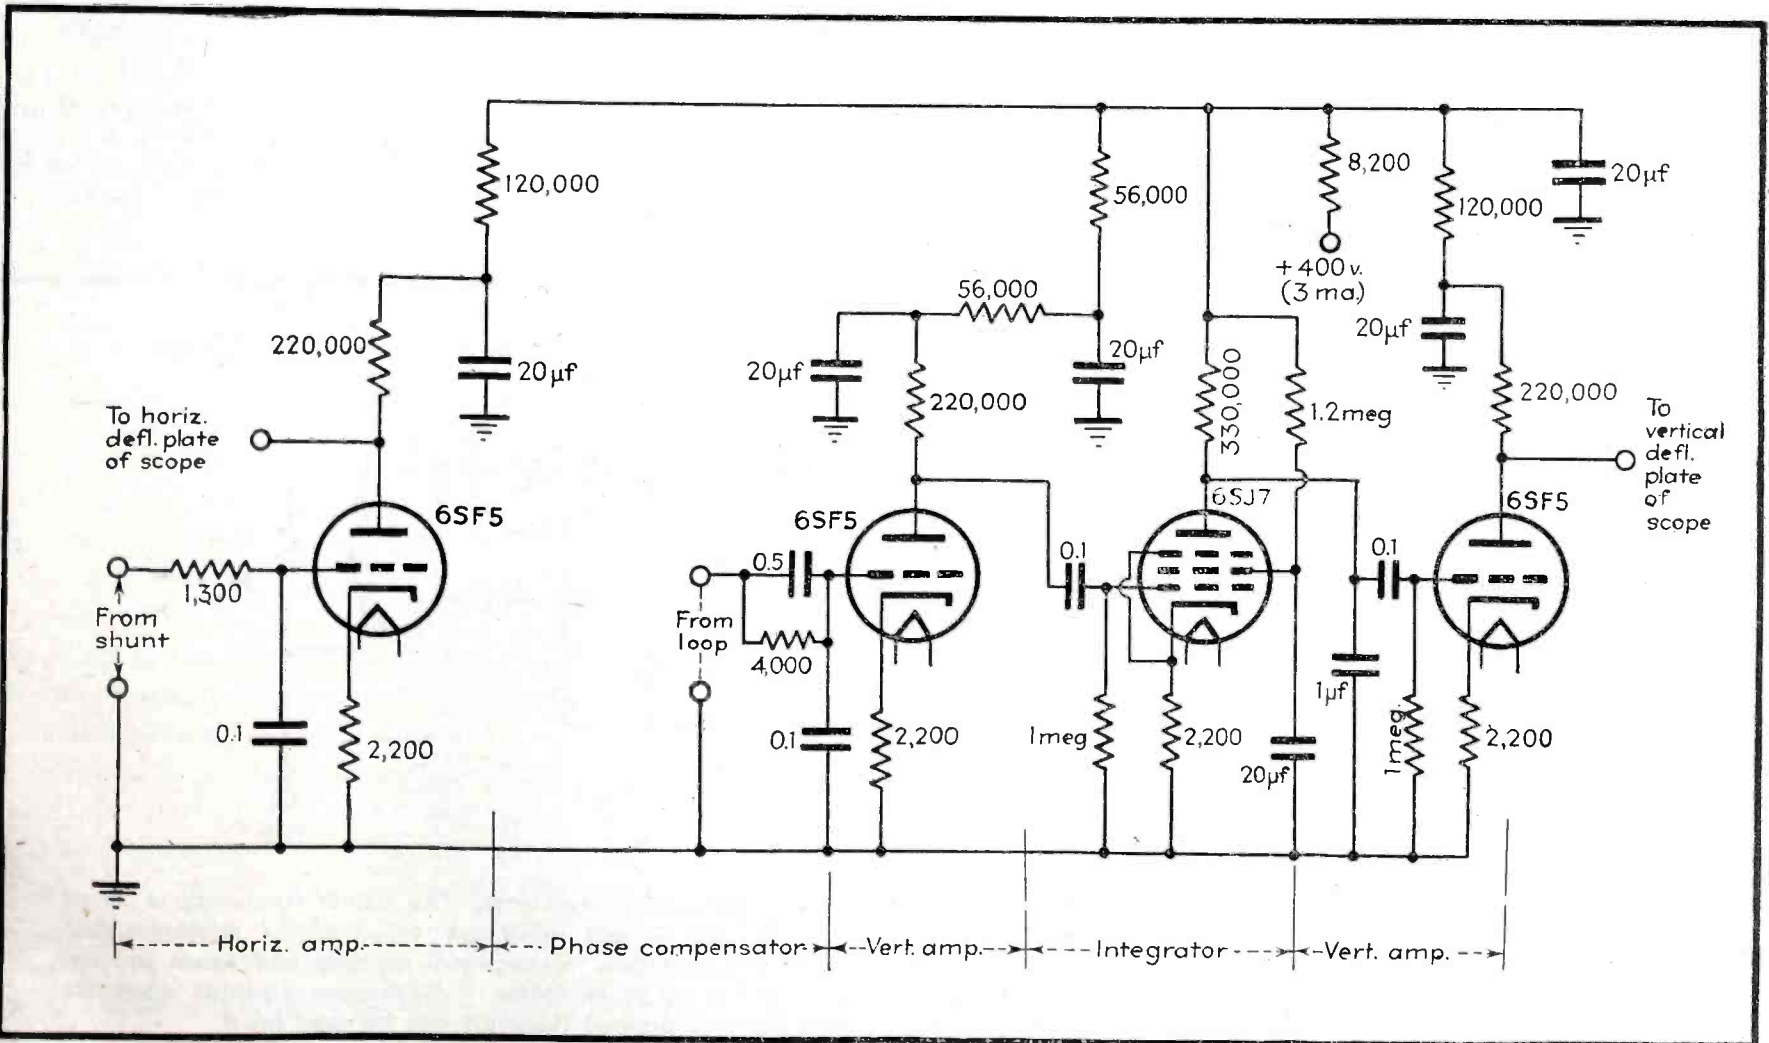 120,000
56,000
8,200
120,000
20µf
+400 v.
(3 ma.)
220,000
20µf
56,000
20µf
20µf
20µf
220,000
330,000
1.2meg
220,000
To horiz.
defl. plate
of scope
To
vertical
defl.
plate
of
scope
6SF5
6SF5
6SJ7
6SF5
1,300
From
shunt
0.1
2,200
0.5
From
loop
4,000
0.1
2,200
0.1
1meg
2,200
20µf
0.1
1µf
1meg.
2,200
Horiz. amp.
Phase compensator
Vert. amp.
Integrator
Vert. amp.